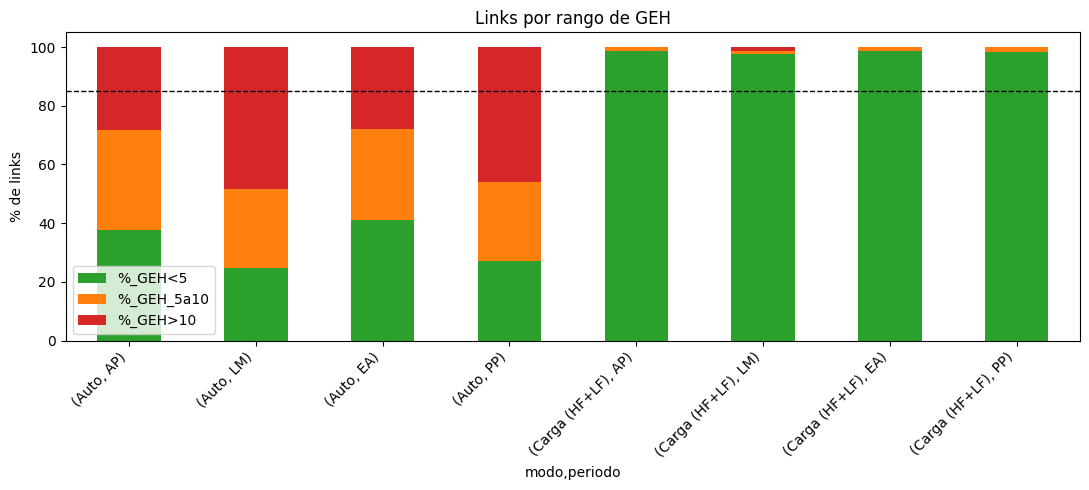 Links por rango de GEH
% de links
100
80
60
40
20
0
%_GEH<5
%_GEH_5a10
%_GEH>10
(Auto, AP)
(Auto, LM)
(Auto, EA)
(Auto, PP)
(Carga (HF+LF), AP)
(Carga (HF+LF), LM)
(Carga (HF+LF), EA)
(Carga (HF+LF), PP)
modo,periodo